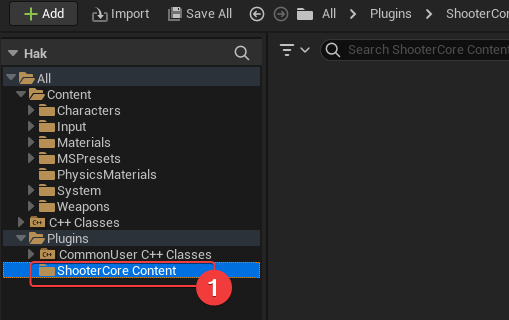 Add Import Save All All > Plugins > ShooterCor
Hak
Search ShooterCore Content
All
Content
Characters
Input
Materials
MSPresets
PhysicsMaterials
System
Weapons
C++ Classes
Plugins
CommonUser C++ Classes
ShooterCore Content
1